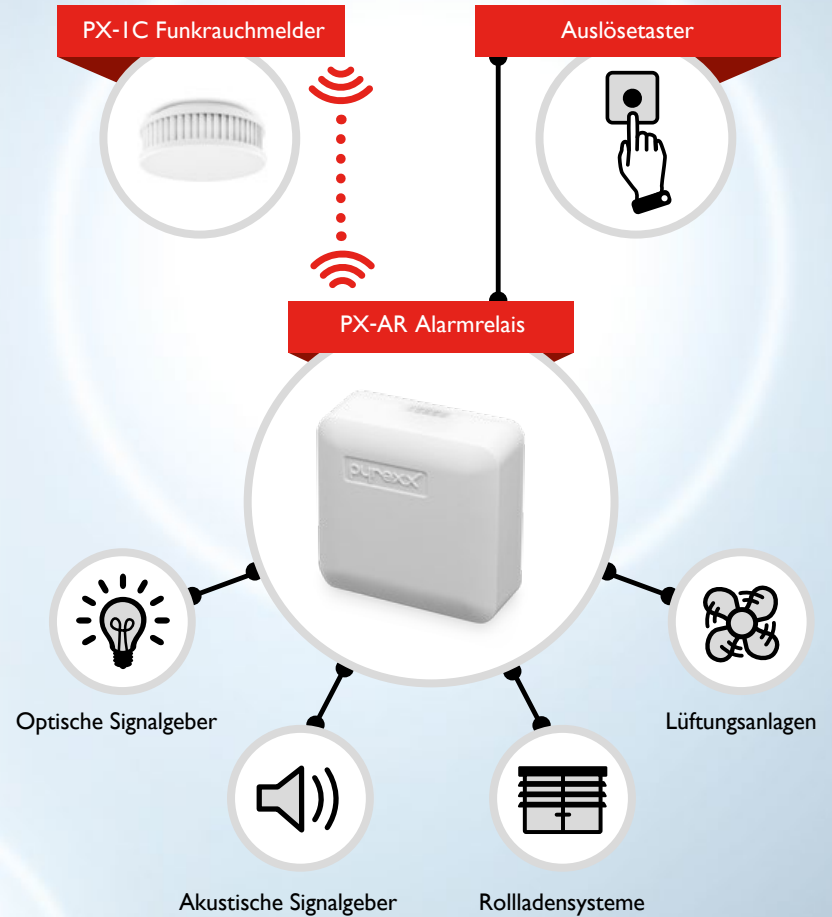 PX-1C Funkrauchmelder
Auslösetaster
PX-AR Alarmrelais
pyrexx
Optische Signalgeber
Lüftungsanlagen
Akustische Signalgeber
Rollladensysteme